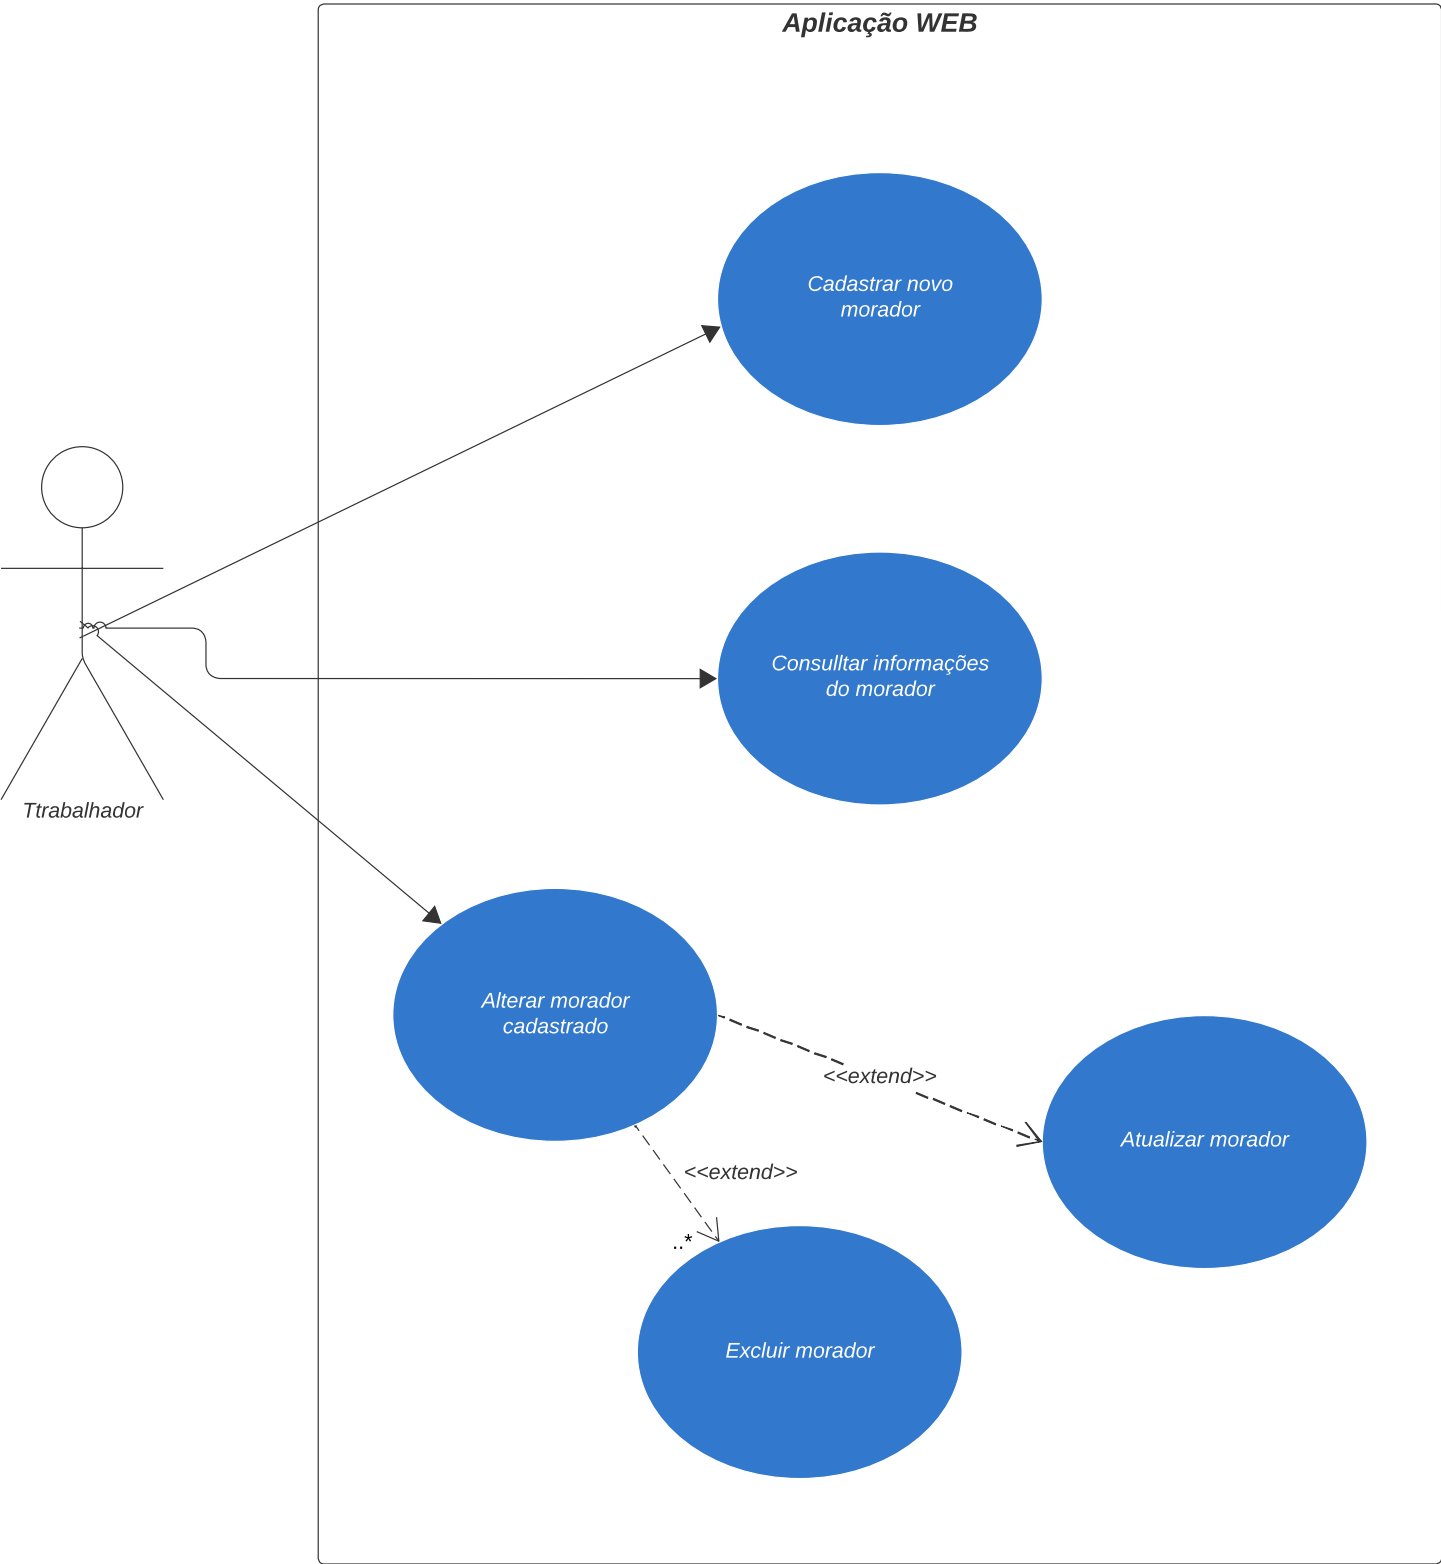 Aplicação WEB
Cadastrar novo
morador
Consulltar informações
do morador
Ttrabalhador
Alterar morador
cadastrado
<<extend>>
Atualizar morador
<<extend>>
..*
Excluir morador